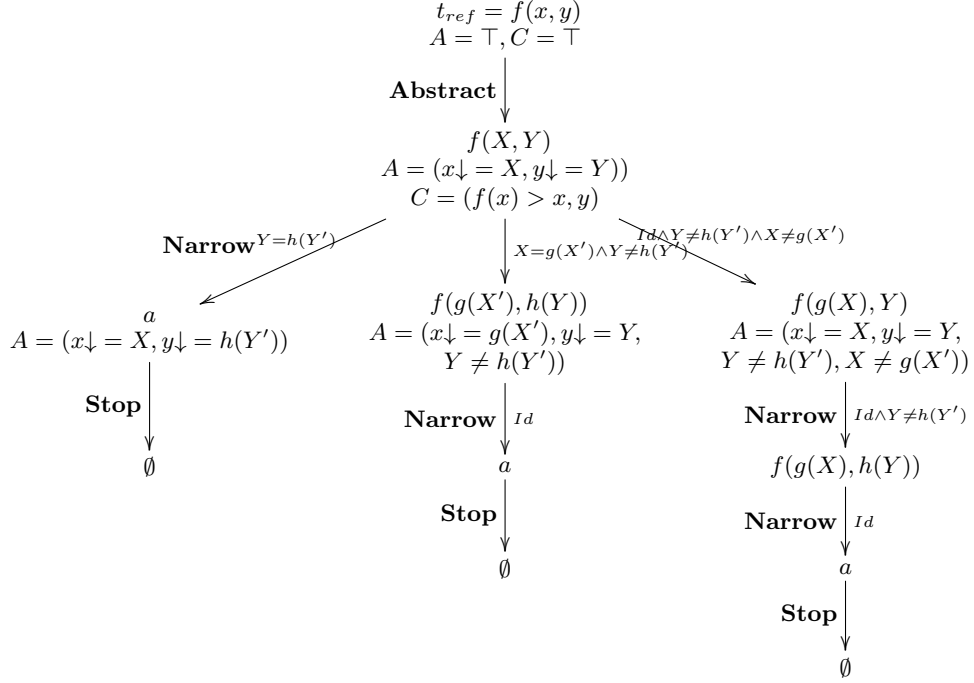 t_{ref} = f(x, y)
A = ⊤, C = ⊤
Abstract
f(X, Y)
A = (x↓ = X, y↓ = Y))
C = (f(x) > x, y)
Narrow Y=h(Y′)
X=g(X′)∧Y≠h(Y′)
Id∧Y≠h(Y′)∧X≠g(X′)
a
A = (x↓ = X, y↓ = h(Y′))
Stop
∅
f(g(X′), h(Y))
A = (x↓ = g(X′), y↓ = Y,
Y ≠ h(Y′))
Narrow Id
a
Stop
∅
f(g(X), Y)
A = (x↓ = X, y↓ = Y,
Y ≠ h(Y′), X ≠ g(X′))
Narrow Id∧Y≠h(Y′)
f(g(X), h(Y))
Narrow Id
a
Stop
∅